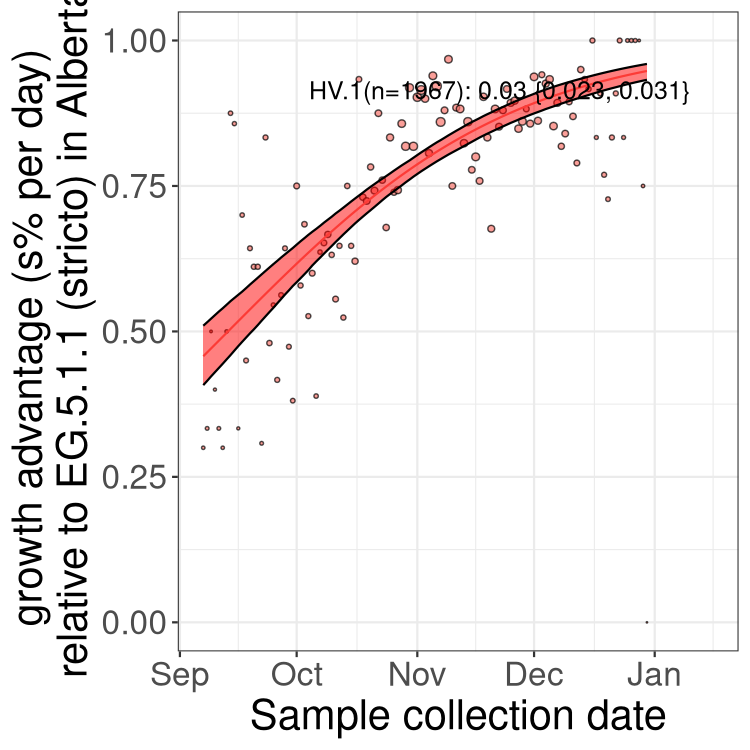 growth advantage (s% per day)
relative to EG.5.1.1 (stricto) in Alberta
1.00
0.75
0.50
0.25
0.00
HV.1(n=1967): 0.03 {0.023, 0.031}
Sep
Oct
Nov
Dec
Jan
Sample collection date